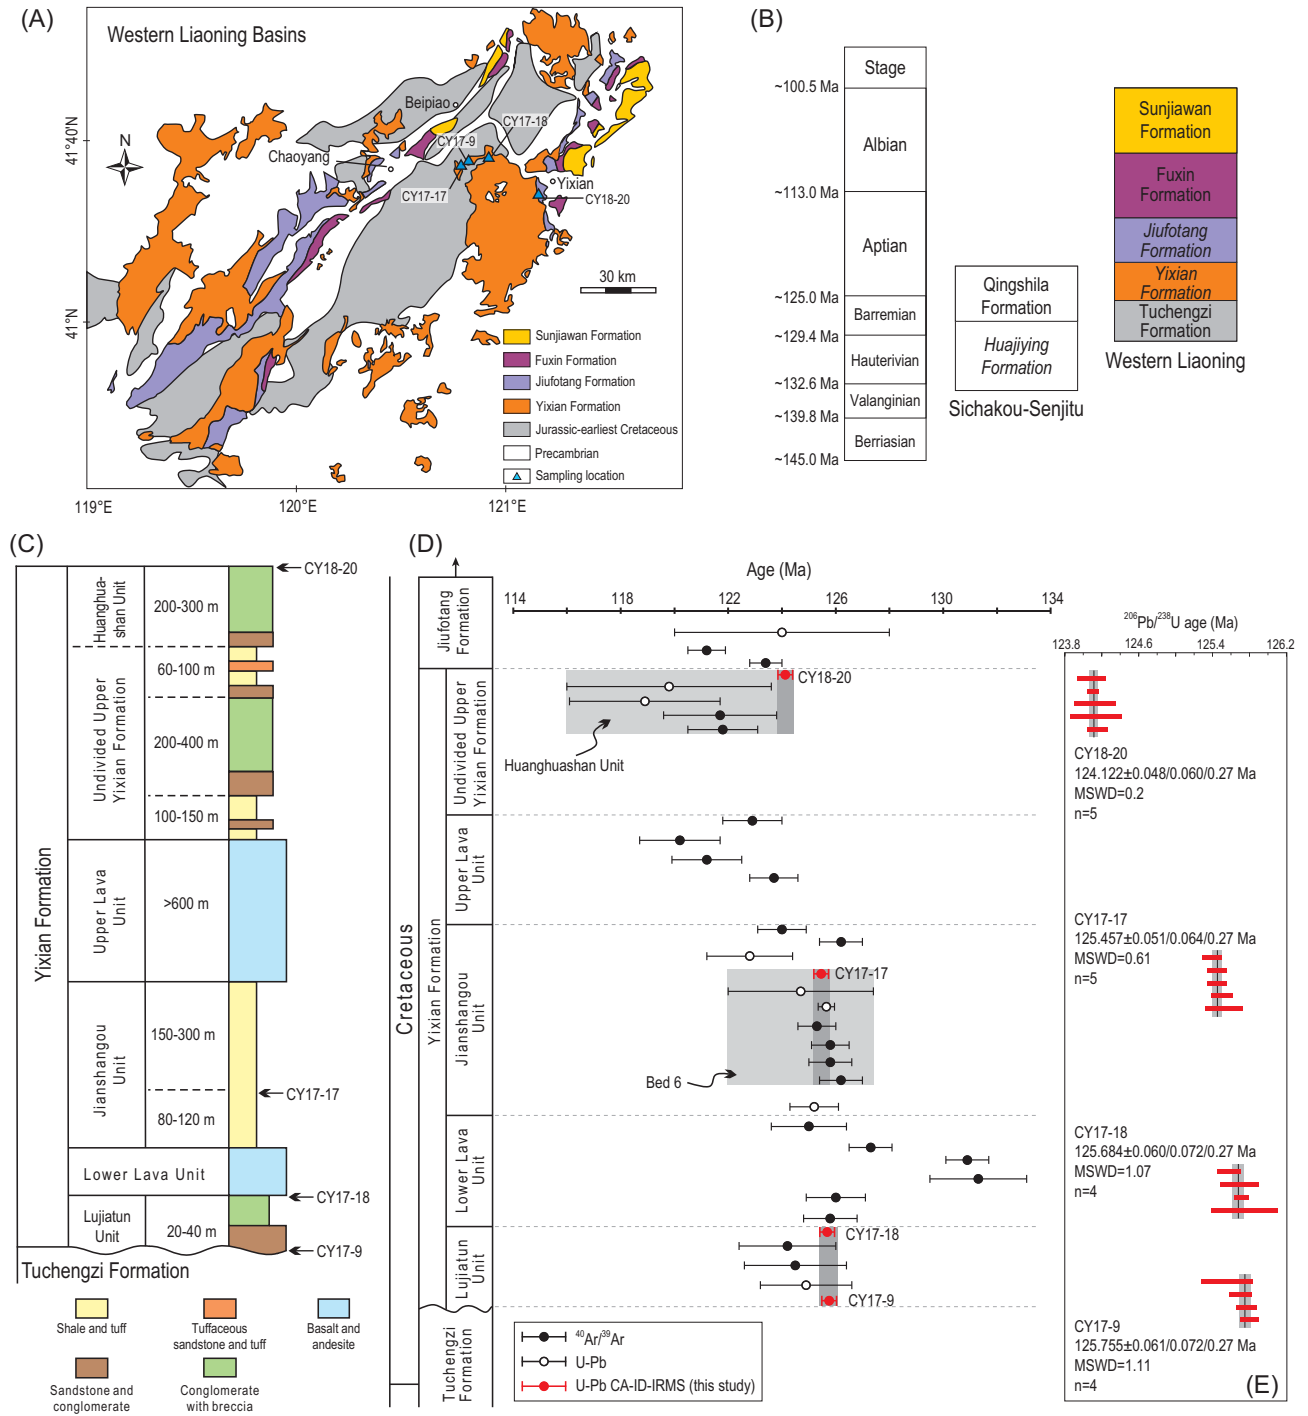 (A)
Western Liaoning Basins
N
41°40'N
41°N
119°E
120°E
121°E
Beipiao
CY17-18
CY17-9
Chaoyang
CY17-17
Yixian
CY18-20
30 km
Sunjiawan Formation
Fuxin Formation
Jiufotang Formation
Yixian Formation
Jurassic-earliest Cretaceous
Precambrian
Sampling location
(B)
Stage
~100.5 Ma
Albian
~113.0 Ma
Aptian
~125.0 Ma
Barremian
~129.4 Ma
Hauterivian
~132.6 Ma
Valanginian
~139.8 Ma
Berriasian
~145.0 Ma
Qingshila
Formation
Huajiying
Formation
Sichakou-Senjitu
Sunjiawan
Formation
Fuxin
Formation
Jiufotang
Formation
Yixian
Formation
Tuchengzi
Formation
Western Liaoning
(C)
Yixian Formation
Huanghua-
shan Unit
200-300 m
CY18-20
Undivided Upper
Yixian Formation
60-100 m
200-400 m
100-150 m
Upper Lava
Unit
>600 m
Jianshangou
Unit
150-300 m
CY17-17
80-120 m
Lower Lava Unit
CY17-18
Lujiatun
Unit
20-40 m
CY17-9
Tuchengzi Formation
Shale and tuff
Tuffaceous
sandstone and tuff
Basalt and
andesite
Sandstone and
conglomerate
Conglomerate
with breccia
(D)
Age (Ma)
114
118
122
126
130
134
Cretaceous
Jiufotang
Formation
Yixian Formation
Undivided Upper
Yixian Formation
CY18-20
Huanghuashan Unit
Upper Lava
Unit
Jianshangou
Unit
CY17-17
Bed 6
Lower Lava
Unit
Lujiatun
Unit
CY17-18
CY17-9
Tuchengzi
Formation
⁴⁰Ar/³⁹Ar
U-Pb
U-Pb CA-ID-IRMS (this study)
²⁰⁶Pb/²³⁸U age (Ma)
123.8
124.6
125.4
126.2
CY18-20
124.122±0.048/0.060/0.27 Ma
MSWD=0.2
n=5
CY17-17
125.457±0.051/0.064/0.27 Ma
MSWD=0.61
n=5
CY17-18
125.684±0.060/0.072/0.27 Ma
MSWD=1.07
n=4
CY17-9
125.755±0.061/0.072/0.27 Ma
MSWD=1.11
n=4
(E)